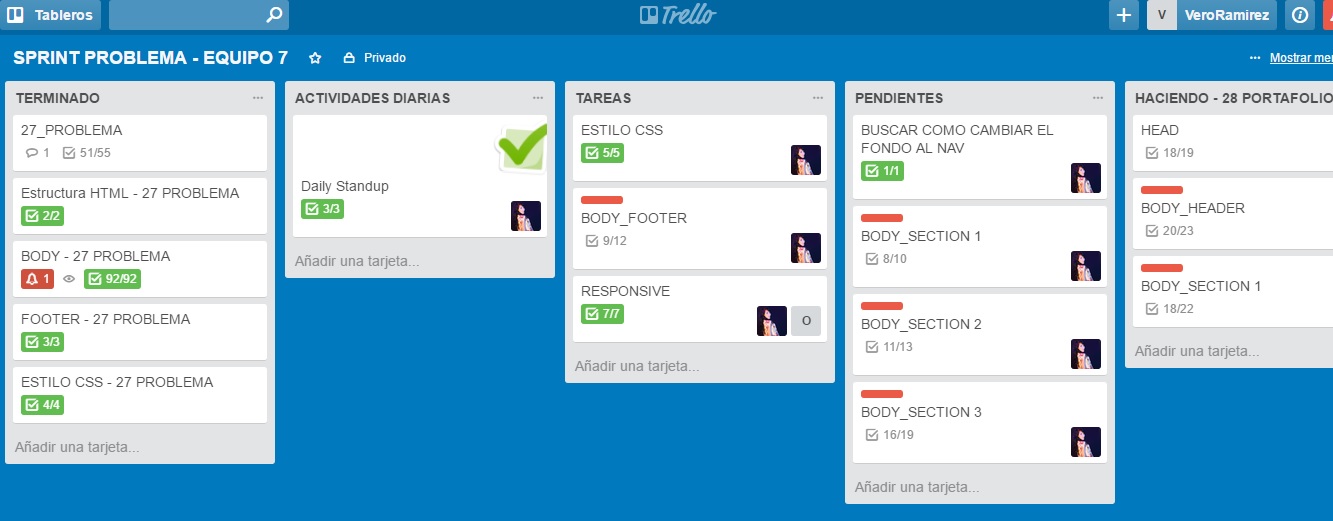 Tableros
Trello
V VeroRamirez
SPRINT PROBLEMA - EQUIPO 7
Privado
Mostrar
TERMINADO
27_PROBLEMA
1 51/55
Estructura HTML - 27 PROBLEMA
2/2
BODY - 27 PROBLEMA
1 92/92
FOOTER - 27 PROBLEMA
3/3
ESTILO CSS - 27 PROBLEMA
4/4
Añadir una tarjeta...
ACTIVIDADES DIARIAS
Daily Standup
3/3
Añadir una tarjeta...
TAREAS
ESTILO CSS
5/5
BODY_FOOTER
9/12
RESPONSIVE
7/7
O
Añadir una tarjeta...
PENDIENTES
BUSCAR COMO CAMBIAR EL
FONDO AL NAV
1/1
BODY_SECTION 1
8/10
BODY_SECTION 2
11/13
BODY_SECTION 3
16/19
Añadir una tarjeta...
HACIENDO - 28 PORTAFOLIO
HEAD
18/19
BODY_HEADER
20/23
BODY_SECTION 1
18/22
Añadir una tarjeta...